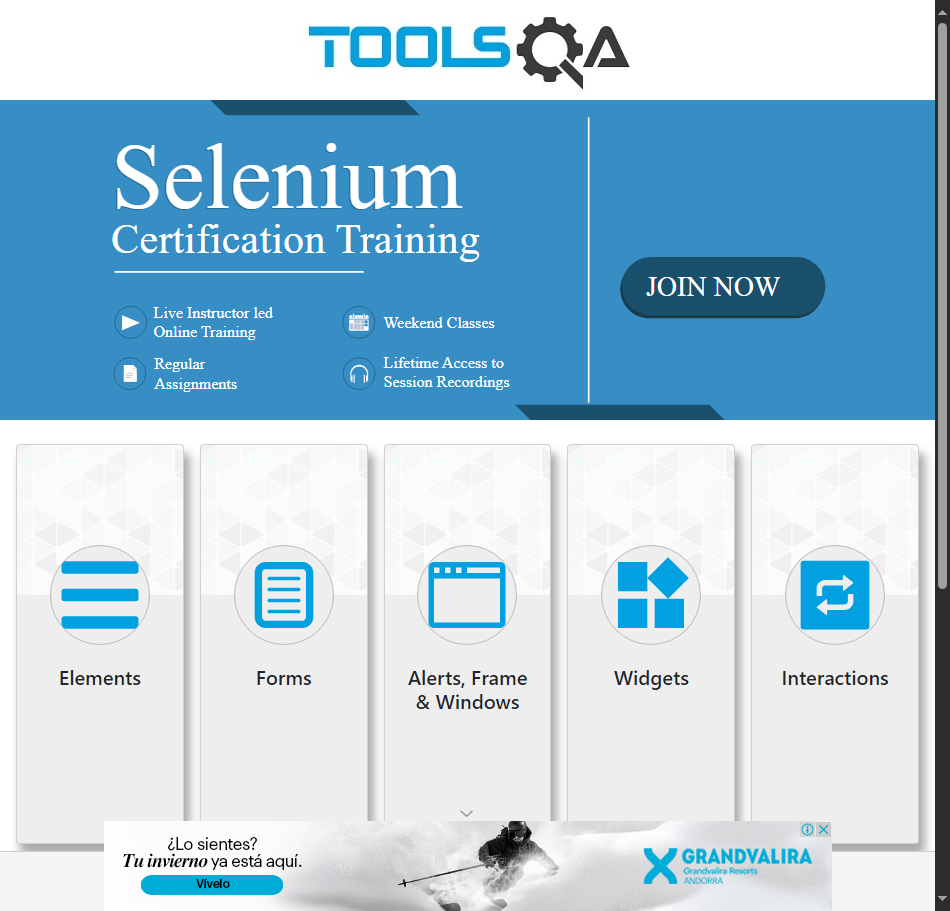 TOOLSQA
Selenium
Certification Training
Live Instructor led
Online Training
Weekend Classes
Regular
Assignments
Lifetime Access to
Session Recordings
JOIN NOW
Elements
Forms
Alerts, Frame
& Windows
Widgets
Interactions
¿Lo sientes?
Tu invierno ya está aquí.
Vívelo
GRANDVALIRA
Grandvalira Resorts
ANDORRA